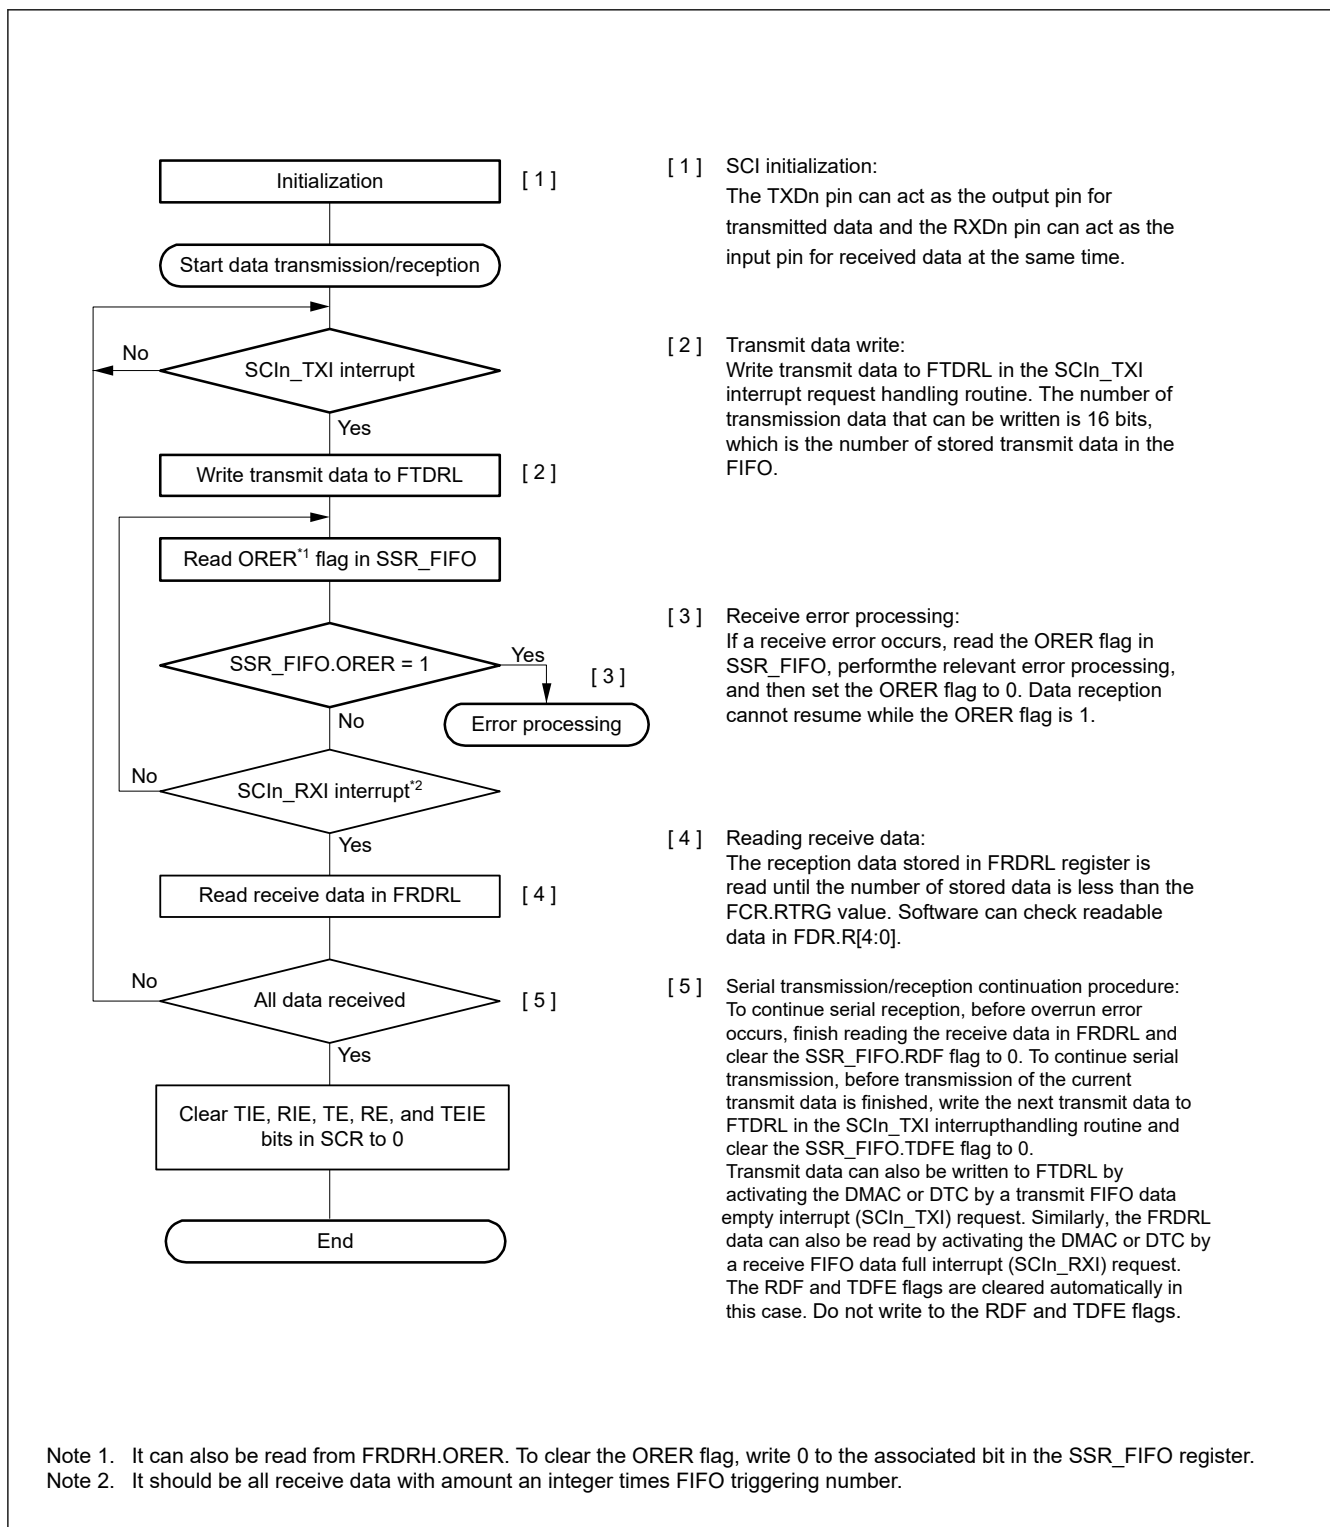 Initialization
[ 1 ]
Start data transmission/reception
No
SCIn_TXI interrupt
Yes
Write transmit data to FTDRL
[ 2 ]
Read ORER*1 flag in SSR_FIFO
SSR_FIFO.ORER = 1
Yes
[ 3 ]
Error processing
No
No
SCIn_RXI interrupt*2
Yes
Read receive data in FRDRL
[ 4 ]
No
All data received
[ 5 ]
Yes
Clear TIE, RIE, TE, RE, and TEIE
bits in SCR to 0
End
[ 1 ] SCI initialization:
The TXDn pin can act as the output pin for
transmitted data and the RXDn pin can act as the
input pin for received data at the same time.
[ 2 ] Transmit data write:
Write transmit data to FTDRL in the SCIn_TXI
interrupt request handling routine. The number of
transmission data that can be written is 16 bits,
which is the number of stored transmit data in the
FIFO.
[ 3 ] Receive error processing:
If a receive error occurs, read the ORER flag in
SSR_FIFO, performthe relevant error processing,
and then set the ORER flag to 0. Data reception
cannot resume while the ORER flag is 1.
[ 4 ] Reading receive data:
The reception data stored in FRDRL register is
read until the number of stored data is less than the
FCR.RTRG value. Software can check readable
data in FDR.R[4:0].
[ 5 ] Serial transmission/reception continuation procedure:
To continue serial reception, before overrun error
occurs, finish reading the receive data in FRDRL and
clear the SSR_FIFO.RDF flag to 0. To continue serial
transmission, before transmission of the current
transmit data is finished, write the next transmit data to
FTDRL in the SCIn_TXI interrupthandling routine and
clear the SSR_FIFO.TDFE flag to 0.
Transmit data can also be written to FTDRL by
activating the DMAC or DTC by a transmit FIFO data
empty interrupt (SCIn_TXI) request. Similarly, the FRDRL
data can also be read by activating the DMAC or DTC by
a receive FIFO data full interrupt (SCIn_RXI) request.
The RDF and TDFE flags are cleared automatically in
this case. Do not write to the RDF and TDFE flags.
Note 1. It can also be read from FRDRH.ORER. To clear the ORER flag, write 0 to the associated bit in the SSR_FIFO register.
Note 2. It should be all receive data with amount an integer times FIFO triggering number.